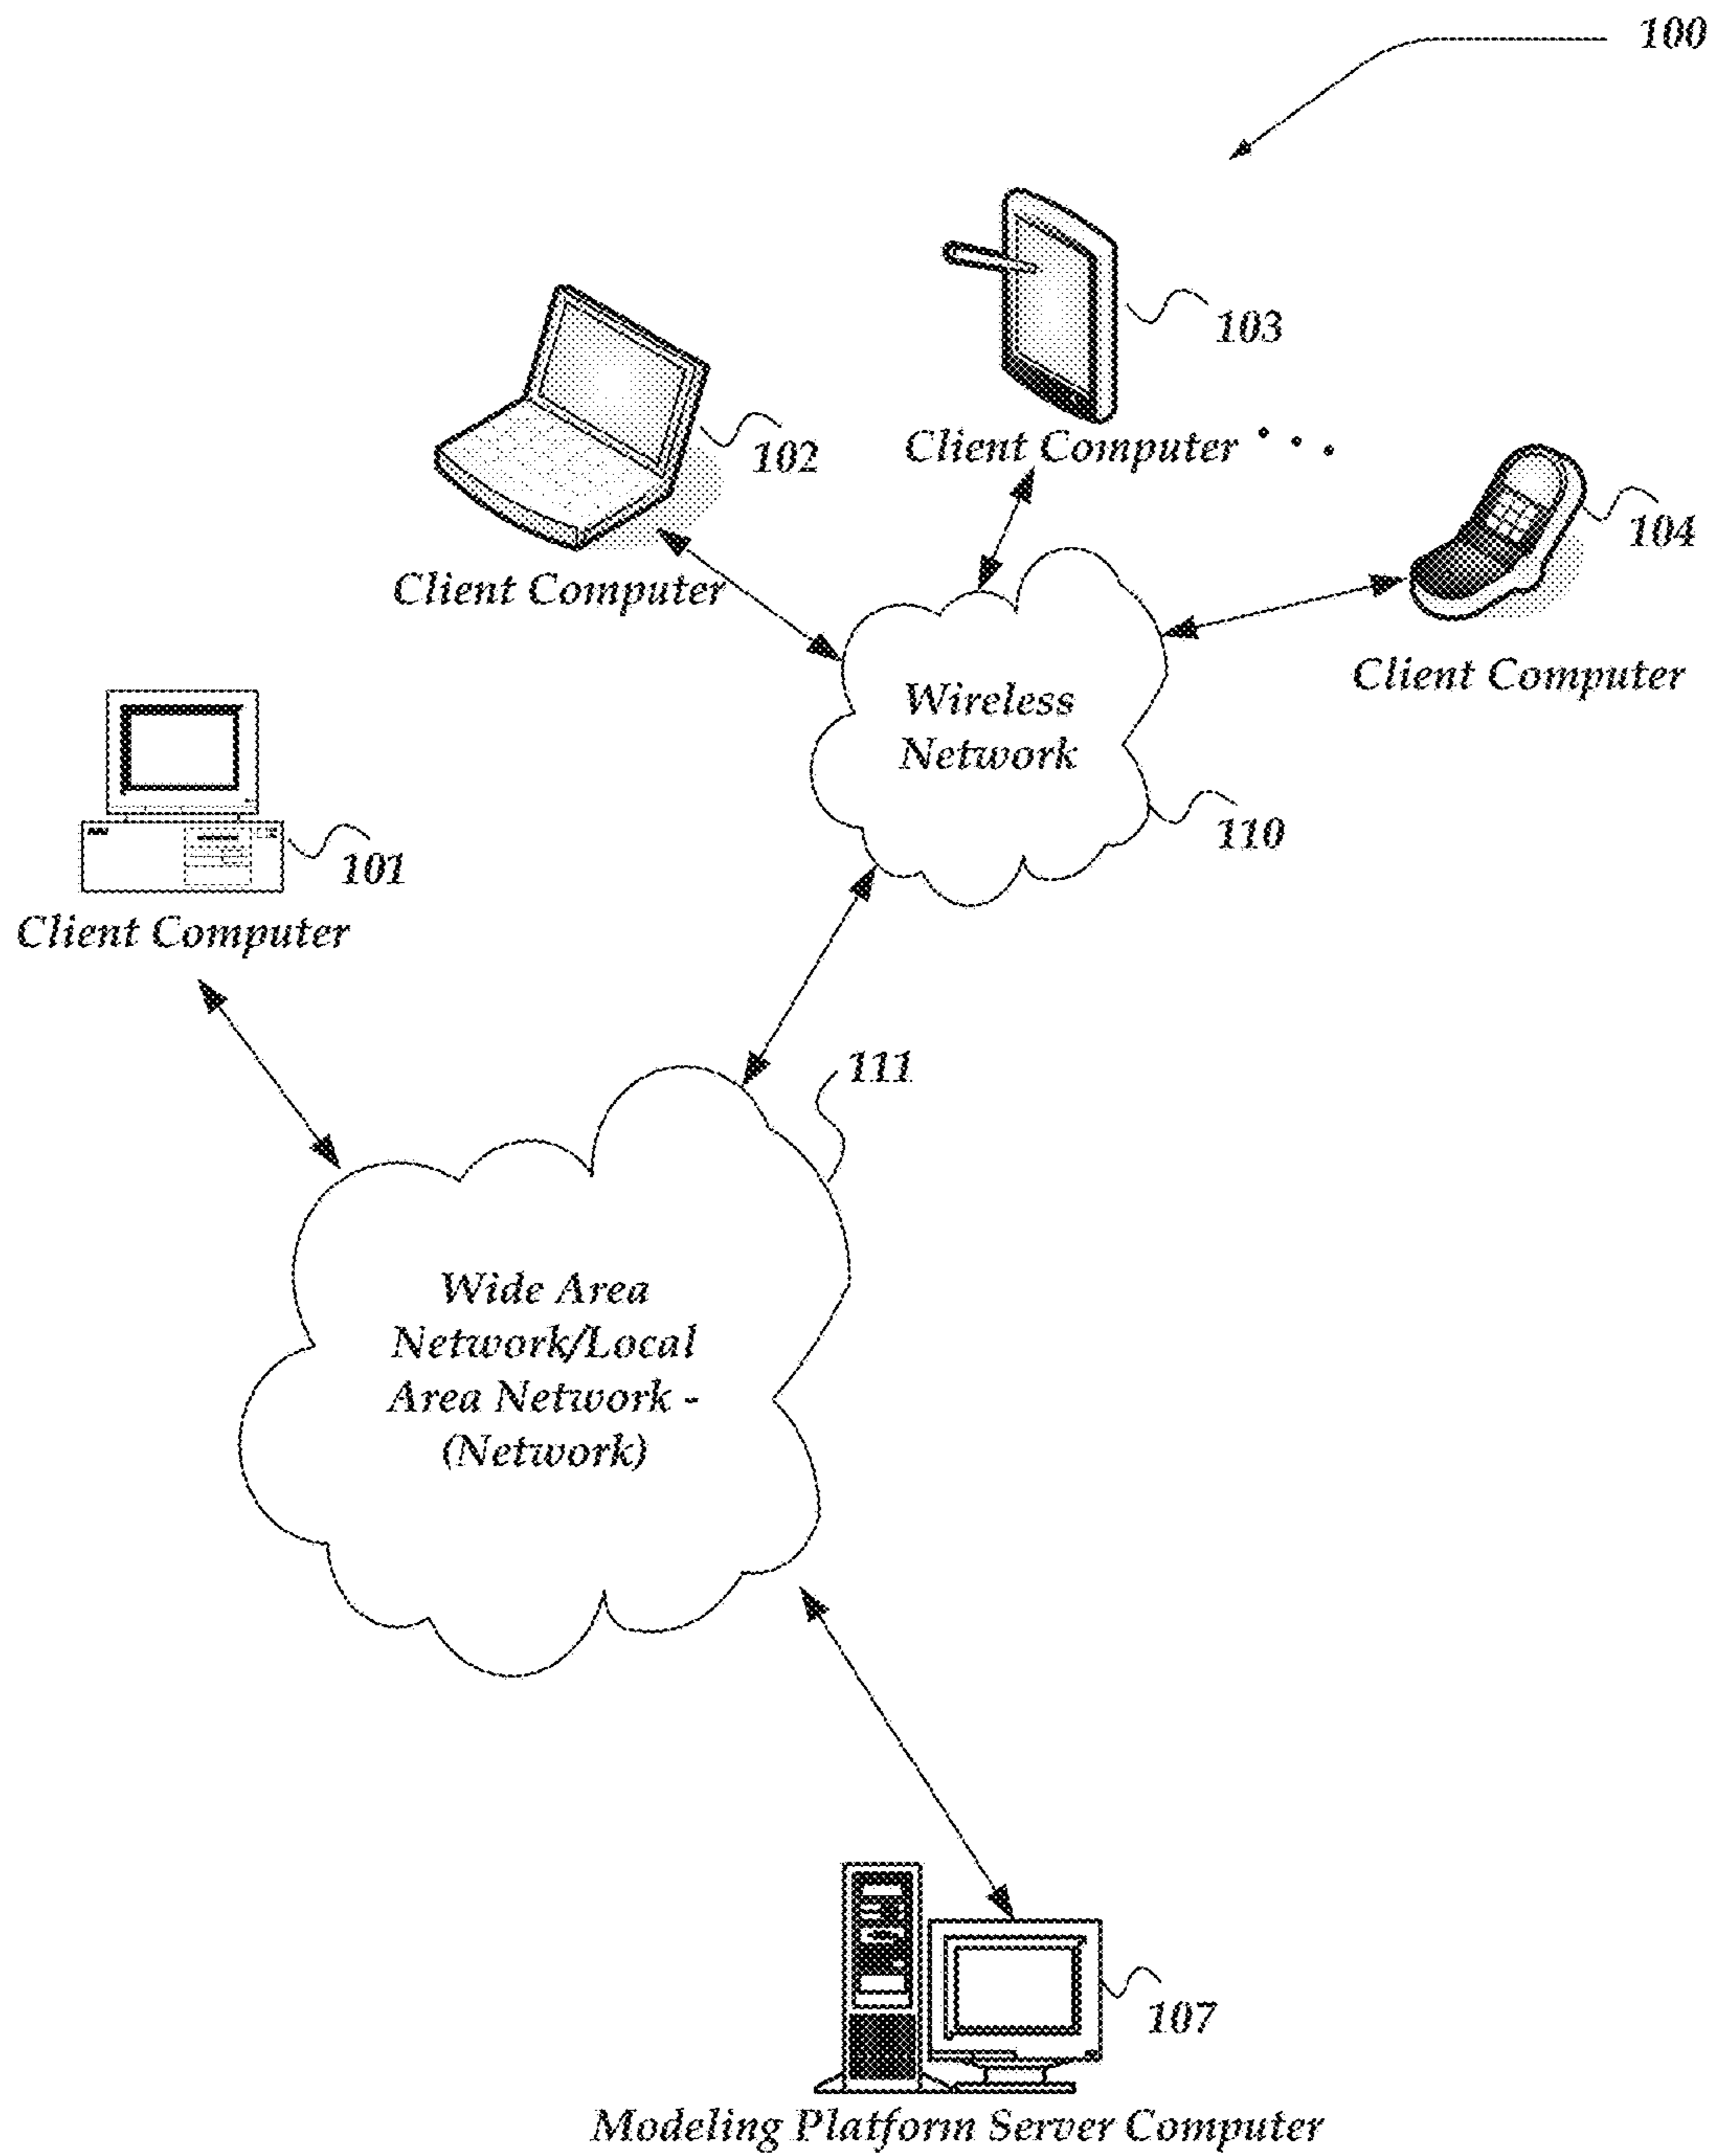 100
103
Client Computer
102
Client Computer
104
Client Computer
Wireless
Network
110
101
Client Computer
111
Wide Area
Network/Local
Area Network -
(Network)
107
Modeling Platform Server Computer